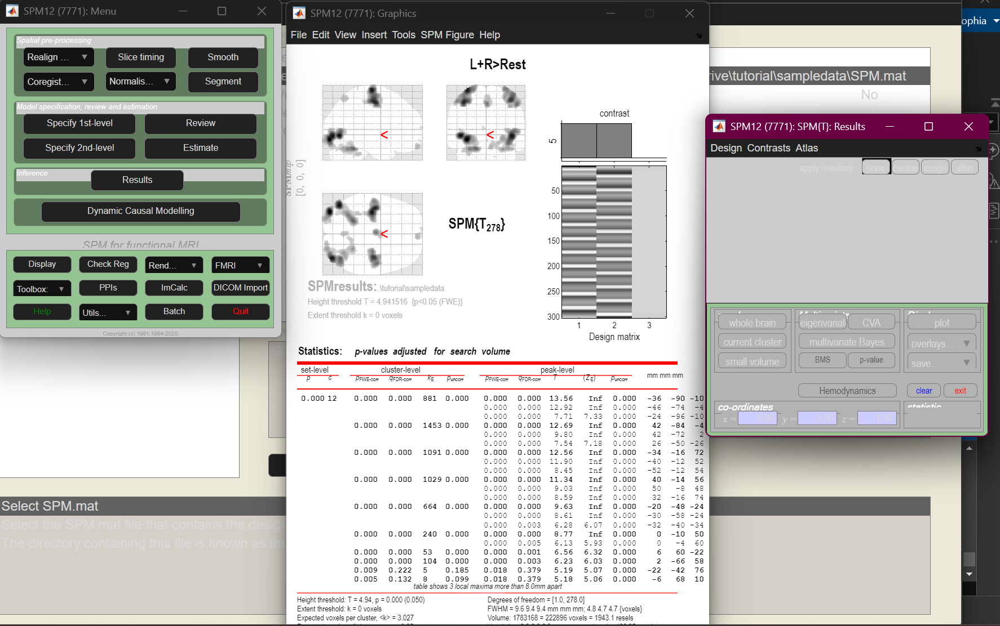 SPM12 (7771): Menu
Spatial pre-processing
Realign ...
Slice timing
Smooth
Coregist...
Normalis...
Segment
Model specification, review and estimation
Specify 1st-level
Review
Specify 2nd-level
Estimate
Inference
Results
Dynamic Causal Modelling
SPM for functional MRI
Display
Check Reg
Rend...
FMRI
Toolbox:
PPIs
ImCalc
DICOM Import
Help
Utils...
Batch
Quit
Copyright (c) 1991,1994-2020
Select SPM.mat
Select the SPM.mat file that contains the desig
The directory containing this file is known as the
SPM12 (7771): Graphics
File Edit View Insert Tools SPM Figure Help
L+R>Rest
<
<
<
SPMmip
[0, 0, 0]
SPM{T278}
contrast
5
50
100
150
200
250
300
1 2 3
Design matrix
SPMresults: .\tutorial\sampledata
Height threshold T = 4.941516 {p<0.05 (FWE)}
Extent threshold k = 0 voxels
Statistics: p-values adjusted for search volume
set-level cluster-level peak-level mm mm mm
p c pFWE-corr qFDR-corr kE puncorr pFWE-corr qFDR-corr T (ZE) puncorr
0.000 12 0.000 0.000 881 0.000 0.000 0.000 13.56 Inf 0.000 -36 -90 -10
0.000 0.000 12.92 Inf 0.000 -46 -74 -4
0.000 0.000 7.71 7.33 0.000 -24 -96 -10
0.000 0.000 1453 0.000 0.000 0.000 12.69 Inf 0.000 42 -84 -4
0.000 0.000 9.80 Inf 0.000 42 -72 2
0.000 0.000 7.54 7.18 0.000 26 -50 -26
0.000 0.000 1091 0.000 0.000 0.000 12.56 Inf 0.000 -34 -16 72
0.000 0.000 11.90 Inf 0.000 -40 -12 52
0.000 0.000 8.45 Inf 0.000 -52 -12 54
0.000 0.000 1029 0.000 0.000 0.000 11.34 Inf 0.000 40 -14 56
0.000 0.000 9.03 Inf 0.000 50 -8 48
0.000 0.000 8.59 Inf 0.000 32 -16 74
0.000 0.000 664 0.000 0.000 0.000 9.63 Inf 0.000 -20 -48 -24
0.000 0.000 8.61 Inf 0.000 -30 -58 -24
0.000 0.003 6.28 6.07 0.000 -32 -40 -34
0.000 0.000 240 0.000 0.000 0.000 8.77 Inf 0.000 0 -10 50
0.000 0.005 6.13 5.93 0.000 0 -4 60
0.000 0.000 53 0.000 0.000 0.001 6.56 6.32 0.000 6 60 -22
0.000 0.000 104 0.000 0.000 0.003 6.23 6.03 0.000 2 -66 58
0.009 0.222 5 0.185 0.018 0.379 5.19 5.07 0.000 -22 -42 76
0.005 0.132 8 0.099 0.018 0.379 5.18 5.06 0.000 -6 68 10
table shows 3 local maxima more than 8.0mm apart
Height threshold: T = 4.94, p = 0.000 (0.050)
Extent threshold: k = 0 voxels
Expected voxels per cluster, <k> = 3.027
Degrees of freedom = [1.0, 278.0]
FWHM = 9.6 9.4 9.4 mm mm mm; 4.8 4.7 4.7 {voxels}
Volume: 1783168 = 222896 voxels = 1943.1 resels
ophia
rive\tutorial\sampledata\SPM.mat
No
SPM12 (7771): SPM{T}: Results
Design Contrasts Atlas
apply masking none contras image atlas
whole brain
eigenvariat
CVA
plot
current cluster
multivariate Bayes
overlays...
small volume
BMS
p-value
save...
Hemodynamics
clear
exit
co-ordinates
statistic
x = 0.00 y = 0.00 z = 0.00